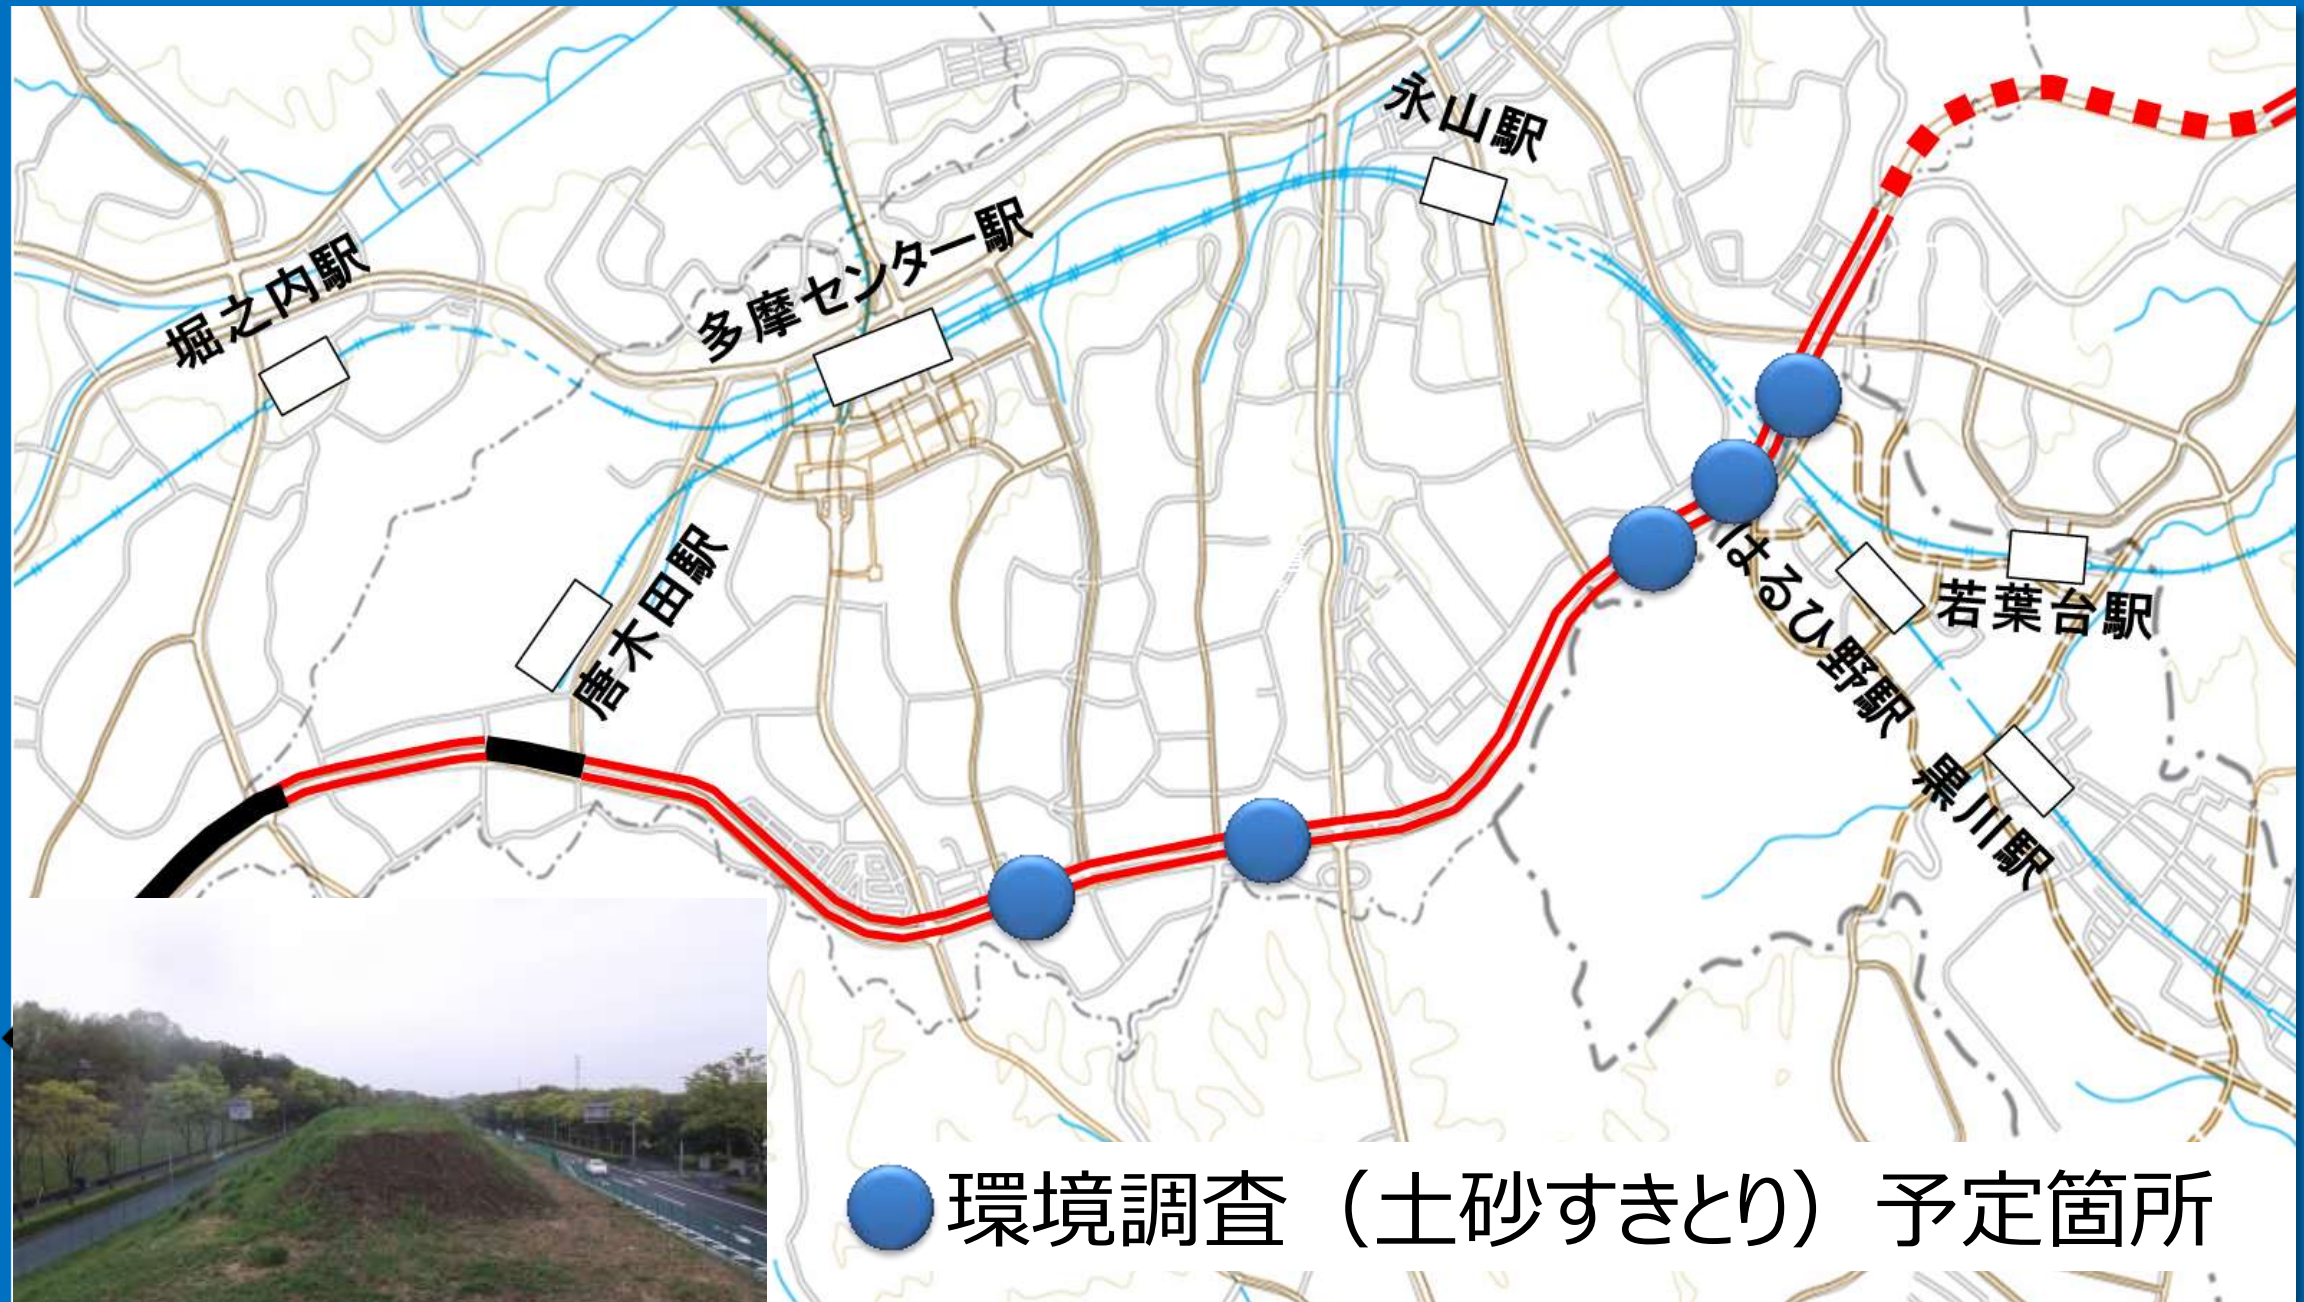 永山駅
多摩センター駅
堀之内駅
唐木田駅
はるひ野駅
若葉台駅
黒川駅
環境調査（土砂すきとり）予定箇所